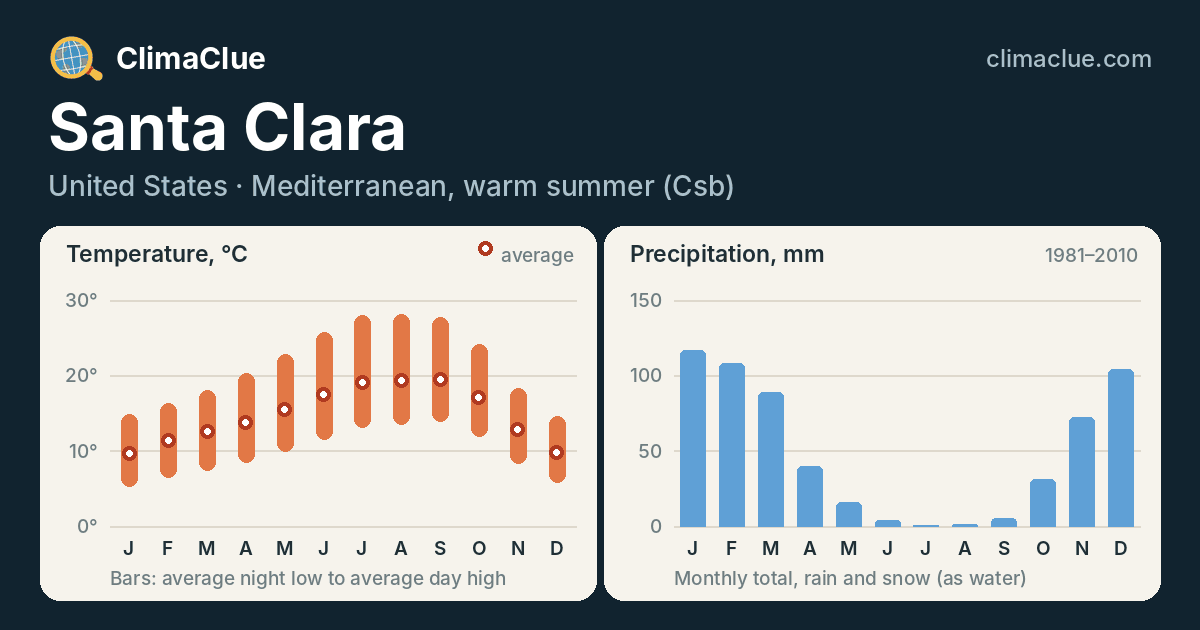 ClimaClue
climaclue.com
Santa Clara
United States · Mediterranean, warm summer (Csb)
Temperature, °C
average
30°
20°
10°
0°
J F M A M J J A S O N D
Bars: average night low to average day high
Precipitation, mm
1981–2010
150
100
50
0
J F M A M J J A S O N D
Monthly total, rain and snow (as water)